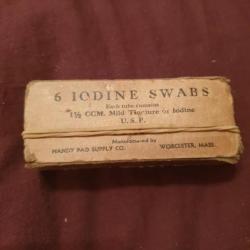 6 IODINE SWABS
Each tube contains
1½ CCM. Mild Tincture of Iodine
U. S. P.
Manufactured by
HANDY PAD SUPPLY CO. WORCESTER, MASS.